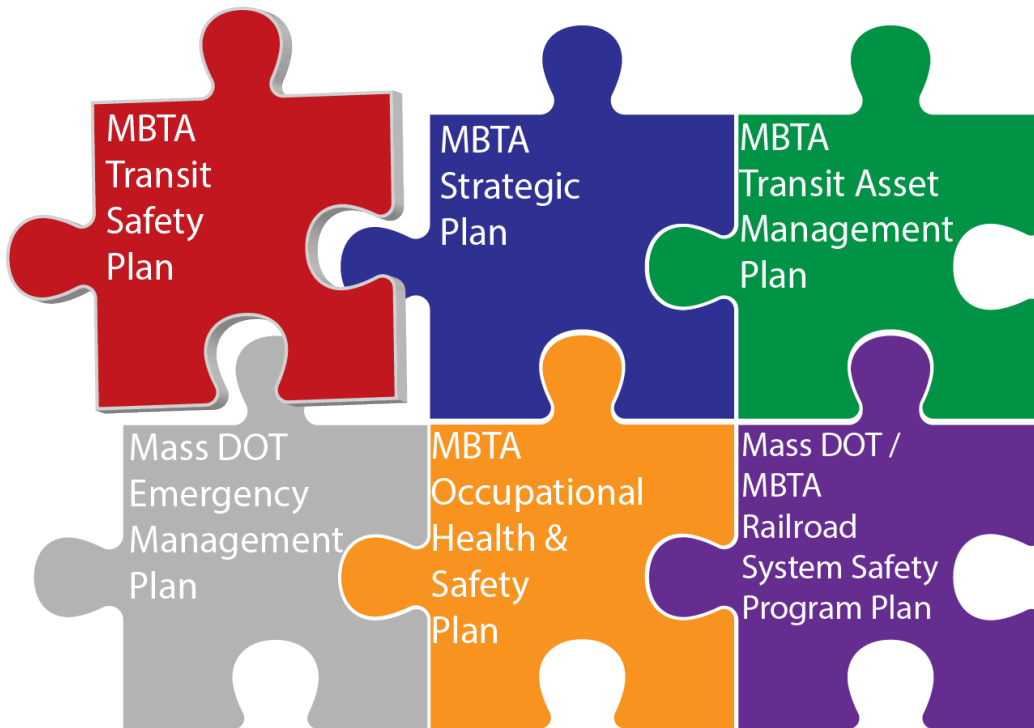 MBTA
Transit
Safety
Plan
MBTA
Strategic
Plan
MBTA
Transit Asset
Management
Plan
Mass DOT
Emergency
Management
Plan
MBTA
Occupational
Health &
Safety
Plan
Mass DOT /
MBTA
Railroad
System Safety
Program Plan